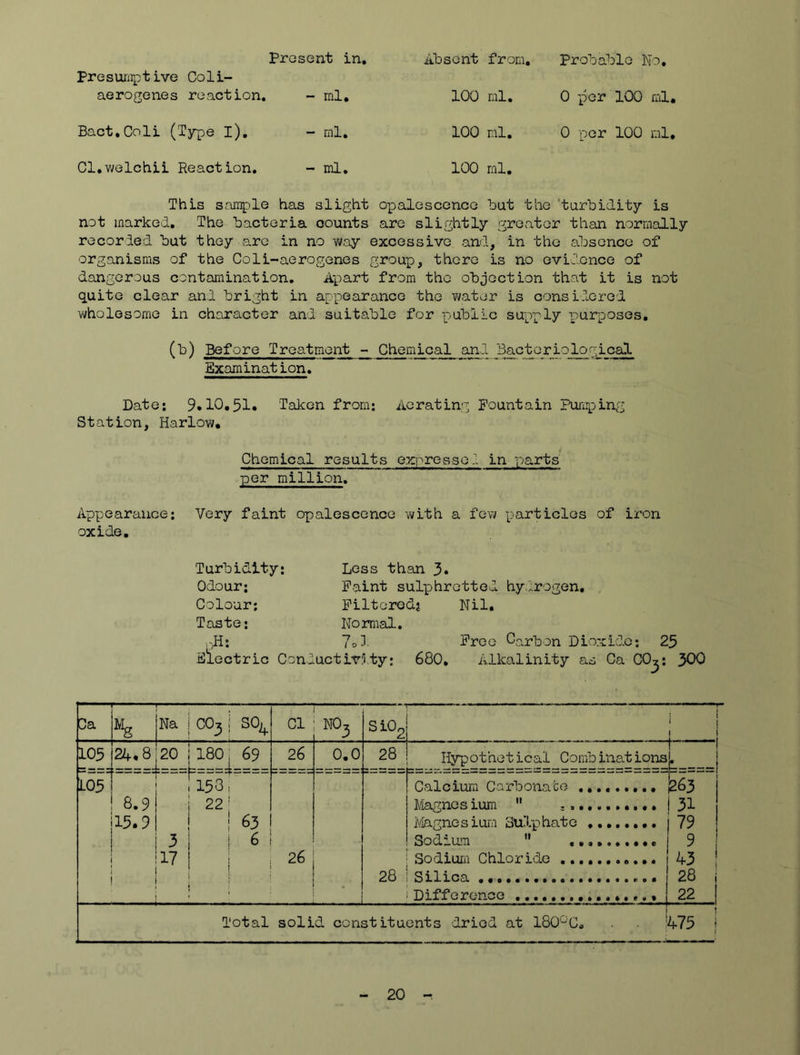 Present in. Absent from. Probable No.
Presumptive Coli-
aerogenes reaction. - ml. 100 ml. 0 per 100 ml.
Bact.Coli (Type I). - ml. 100 ml. 0 per 100 ml.
Cl.welchii Reaction. - ml. 100 ml.
This sample has slight opalescence but the turbidity is
not marked. The bacteria counts are slightly greater than normally
recorded but they are in no way excessive and, in the absence of
organisms of the Coli-aerogenes group, there is no evidence of
dangerous contamination. Apart from the objection that it is not
quite clear and bright in appearance the water is considered
wholesome in character and suitable for public supply purposes.
(b) Before Treatment - Chemical and Bacteriological
Examination.
Date: 9.10.51. Taken from: Aerating Fountain Pumping
Station, Harlow.
Chemical results expressed in parts
per million.
Appearance: Very faint opalescence with a few particles of iron
oxide.
Turbidity: Less than 3.
Odour: Faint sulphretted hydrogen.
Colour: Filtered; Nil.
Taste: Normal.
pH: 7.1 Free Carbon Dioxide: 25
Electric Conductivity: 680. Alkalinity as Ca CO3: 300
Ca Mg Na CO3 SO4 Cl NO3 SiO2
105 24.8 20 180 69 26 0.0 28 Hypothetical Combinations.
105 158 Calcium Carbonate ......... 263
8.9 22 Magnesium " .......... 31
15.9 63 Magnesium Sulphate ........ 79
3 6 Sodium " .......... 9
17 26 Sodium Chloride ........... 43
28 Silica .................... 28
Difference ................ 22
Total solid constituents dried at 180°C. 475
- 20 -